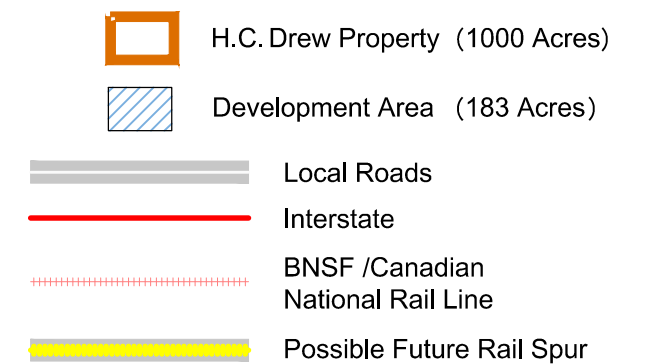 H.C. Drew Property (1000 Acres)
Development Area (183 Acres)
Local Roads
Interstate
BNSF /Canadian
National Rail Line
Possible Future Rail Spur